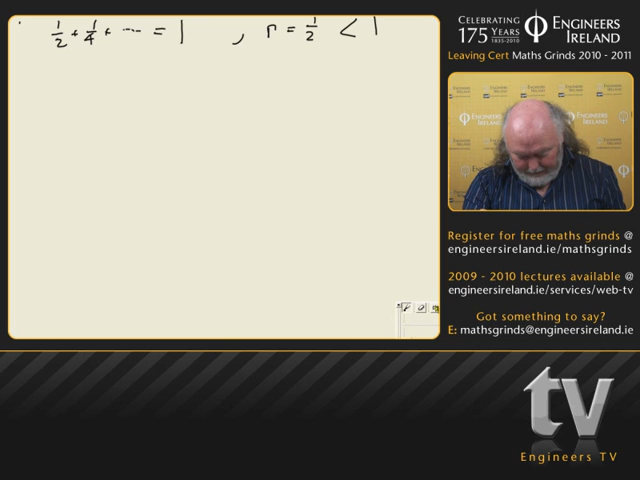 1/2 + 1/4 + ... = 1 , r = 1/2 < 1
CELEBRATING
175 YEARS
1835-2010
ENGINEERS
IRELAND
Leaving Cert Maths Grinds 2010 - 2011
Register for free maths grinds @
engineersireland.ie/mathsgrinds
2009 - 2010 lectures available @
engineersireland.ie/services/web-tv
Got something to say?
E: mathsgrinds@engineersireland.ie
tv
Engineers TV